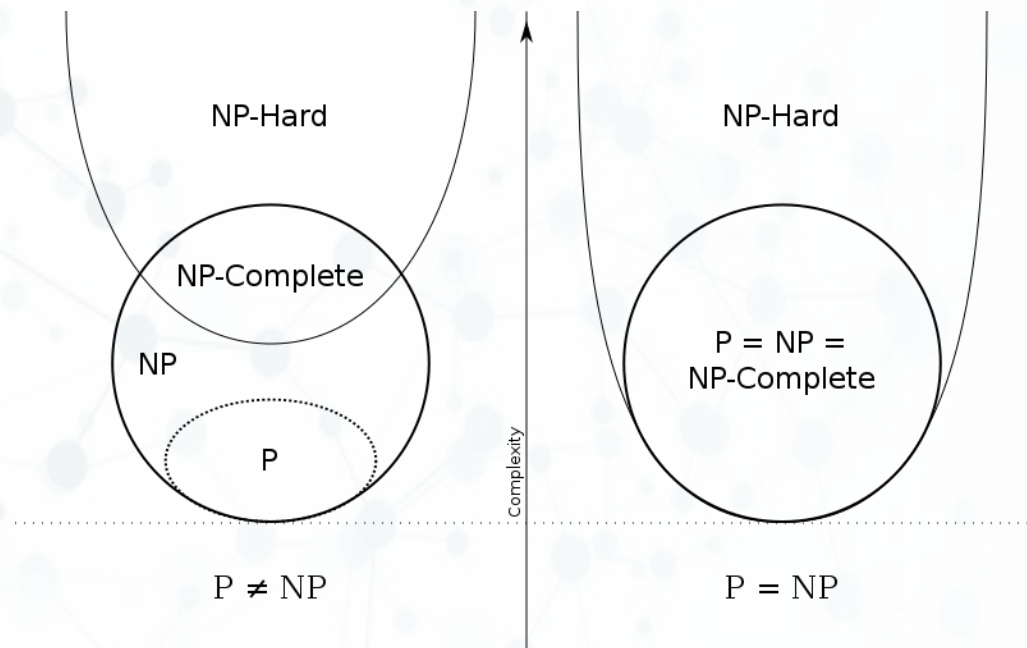 NP-Hard
NP-Complete
NP
P
P ≠ NP
Complexity
NP-Hard
P = NP =
NP-Complete
P = NP